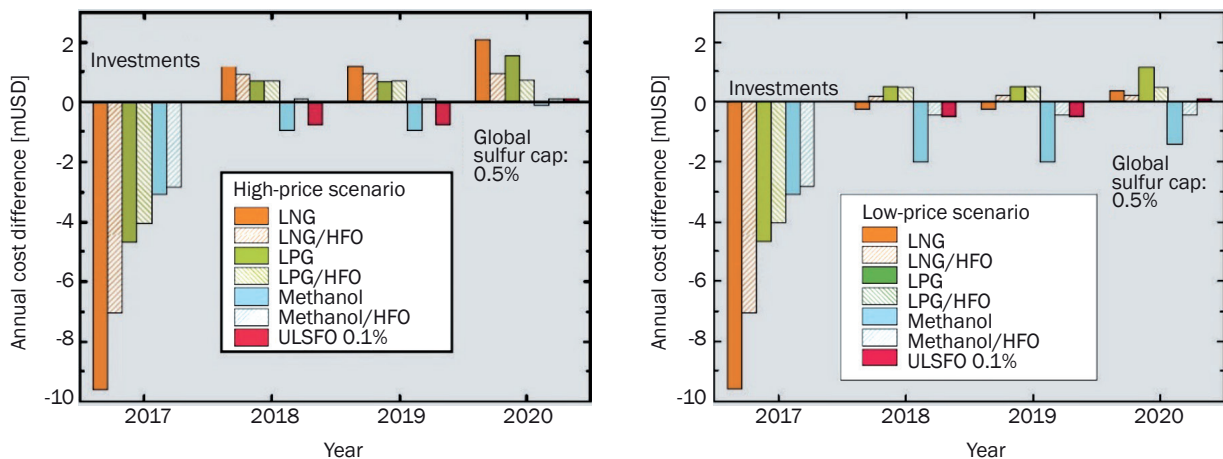 Annual cost difference [mUSD]
2
0
-2
-4
-6
-8
-10
Investments
Global
sulfur cap:
0.5%
High-price scenario
LNG
LNG/HFO
LPG
LPG/HFO
Methanol
Methanol/HFO
ULSFO 0.1%
2017 2018 2019 2020
Year
Annual cost difference [mUSD]
2
0
-2
-4
-6
-8
-10
Investments
Global
sulfur cap:
0.5%
Low-price scenario
LNG
LNG/HFO
LPG
LPG/HFO
Methanol
Methanol/HFO
ULSFO 0.1%
2017 2018 2019 2020
Year